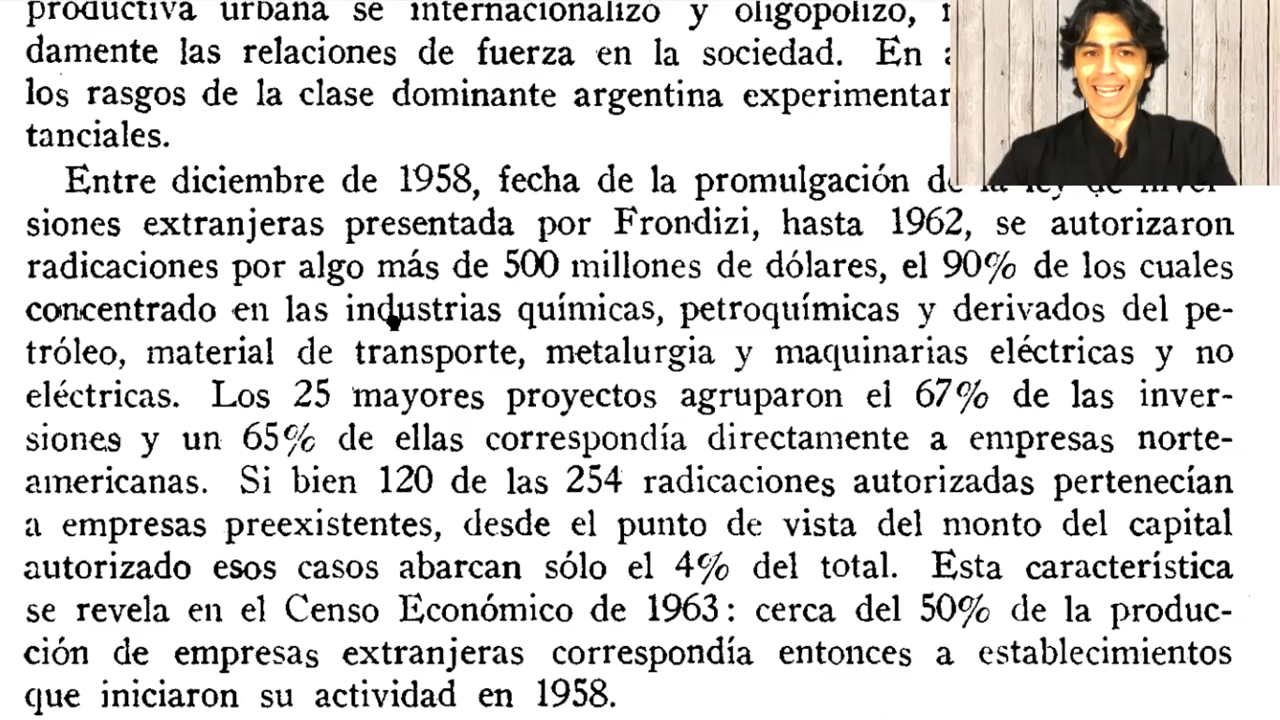 productiva urbana se internacionalizó y oligopolizó,
damente las relaciones de fuerza en la sociedad. En
los rasgos de la clase dominante argentina experimentar
tanciales.
Entre diciembre de 1958, fecha de la promulgación de la ley de inver-
siones extranjeras presentada por Frondizi, hasta 1962, se autorizaron
radicaciones por algo más de 500 millones de dólares, el 90% de los cuales
concentrado en las industrias químicas, petroquímicas y derivados del pe-
tróleo, material de transporte, metalurgia y maquinarias eléctricas y no
eléctricas. Los 25 mayores proyectos agruparon el 67% de las inver-
siones y un 65% de ellas correspondía directamente a empresas norte-
americanas. Si bien 120 de las 254 radicaciones autorizadas pertenecían
a empresas preexistentes, desde el punto de vista del monto del capital
autorizado esos casos abarcan sólo el 4% del total. Esta característica
se revela en el Censo Económico de 1963: cerca del 50% de la produc-
ción de empresas extranjeras correspondía entonces a establecimientos
que iniciaron su actividad en 1958.